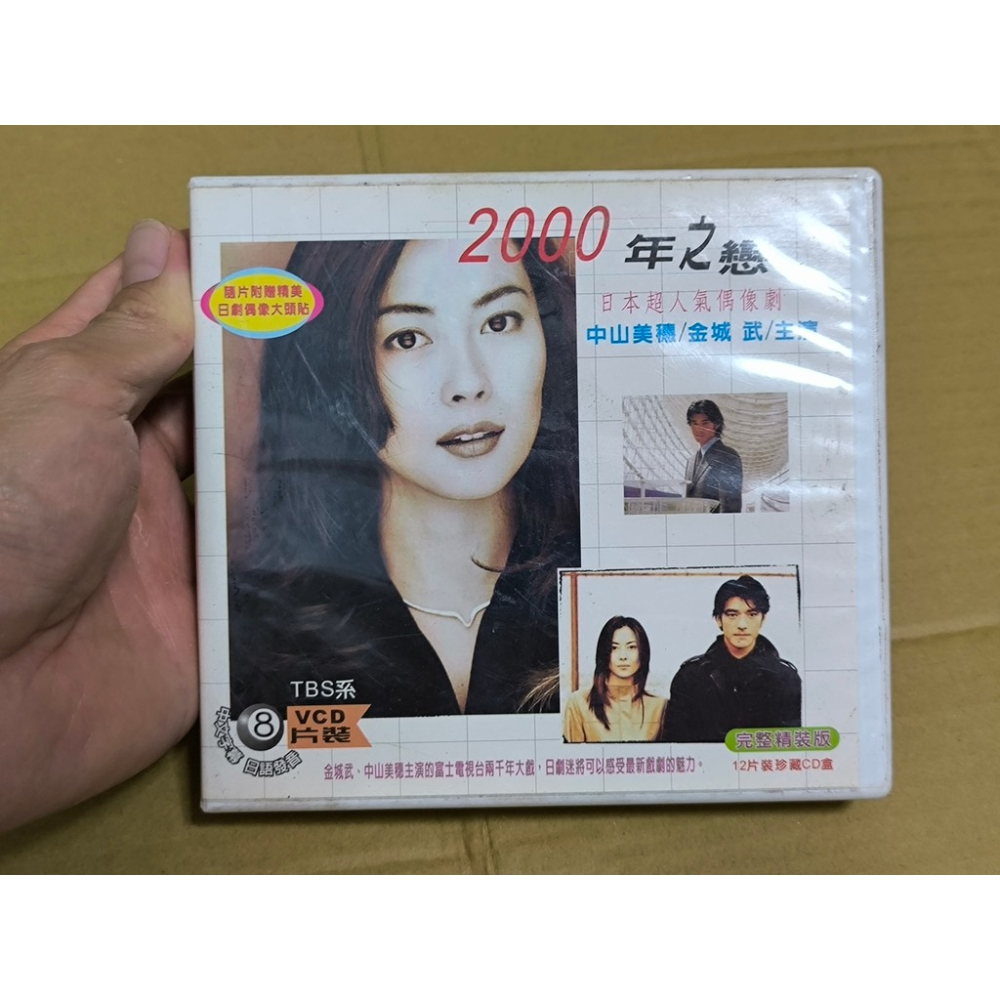 2000 年之戀
日本超人氣偶像劇
中山美穗/金城 武/主演
隨片附贈精美
日劇偶像大頭貼
TBS系
8
VCD
片裝
中文字幕 日語發音
完整精裝版
12片裝珍藏CD盒
金城武。中山美穗主演的富士電視台兩千年大戲，日劇迷將可以感受最新戲劇的魅力。